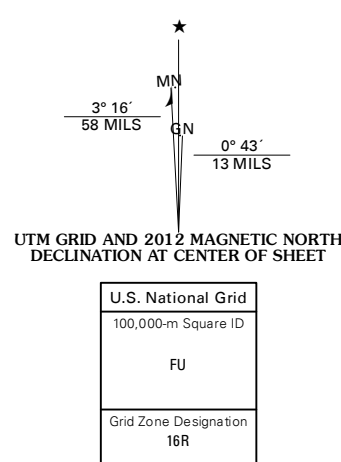 ★
MN
3° 16´
58 MILS
GN
0° 43´
13 MILS
UTM GRID AND 2012 MAGNETIC NORTH
DECLINATION AT CENTER OF SHEET
U.S. National Grid
100,000-m Square ID
FU
Grid Zone Designation
16R